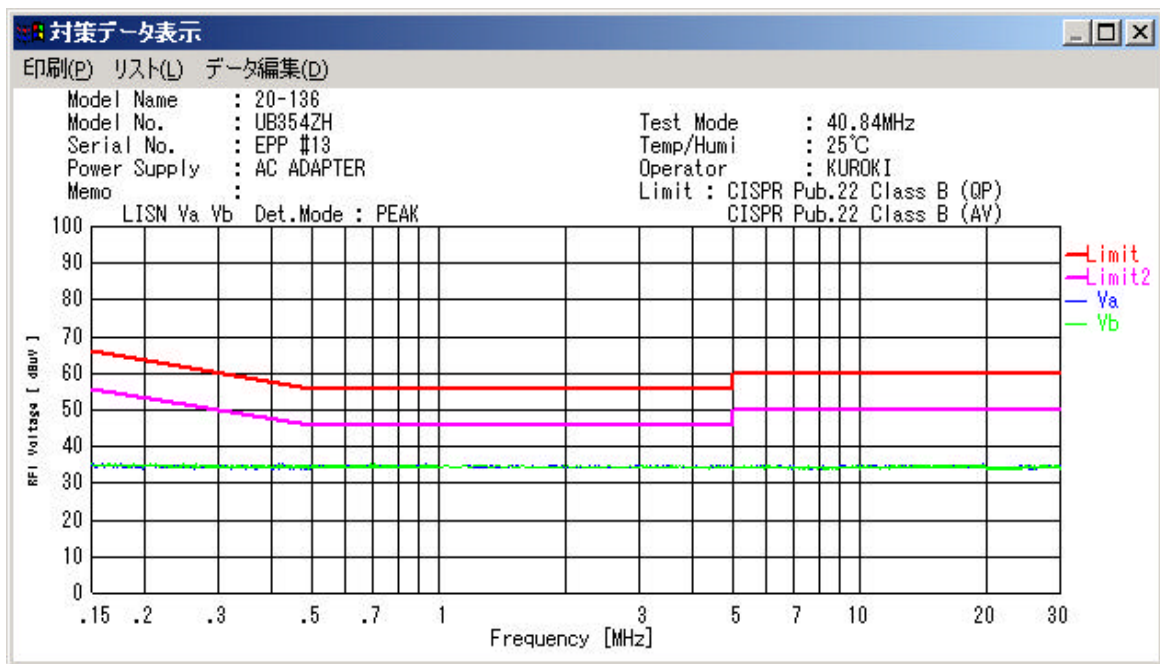 対策データ表示
印刷(P) リスト(L) データ編集(D)
Model Name : 20-136
Model No. : UB354ZH
Serial No. : EPP #13
Power Supply : AC ADAPTER
Memo :
Test Mode : 40.84MHz
Temp/Humi : 25℃
Operator : KUROKI
Limit : CISPR Pub.22 Class B (QP)
CISPR Pub.22 Class B (AV)
LISN Va Vb Det.Mode : PEAK
100
90
80
70
60
50
40
30
20
10
0
RFI Voltage [ dBuV ]
Limit
Limit2
Va
Vb
.15 .2 .3 .5 .7 1 3 5 7 10 20 30
Frequency [MHz]